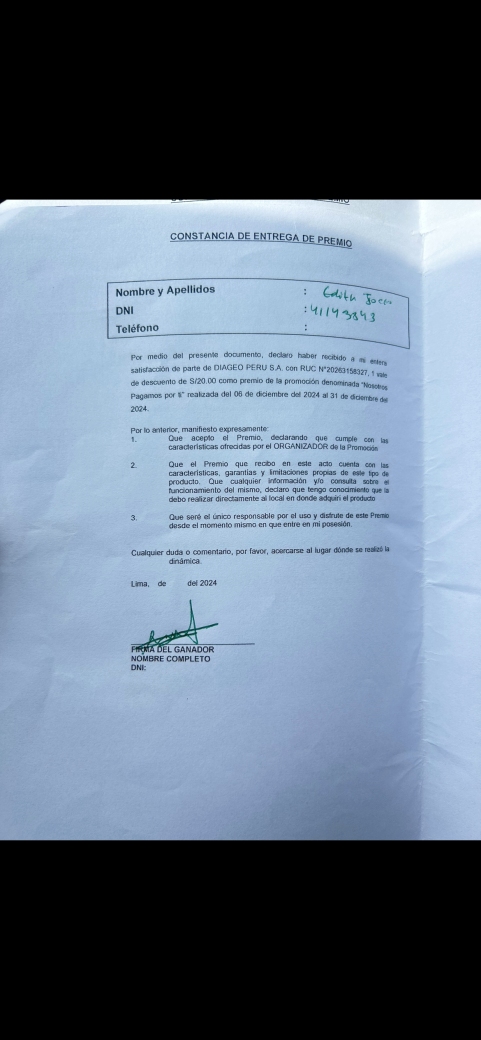 CONSTANCIA DE ENTREGA DE PREMIO
Nombre y Apellidos : Edith
DNI : 41143843
Teléfono :
Por medio del presente documento, declaro haber recibido a mi entera
satisfacción de parte de DIAGEO PERU S.A. con RUC N°20263158327, 1 vale
de descuento de S/20.00 como premio de la promoción denominada "Nosotros
Pagamos por ti" realizada del 06 de diciembre del 2024 al 31 de diciembre del
2024.
Por lo anterior, manifiesto expresamente:
1. Que acepto el Premio, declarando que cumple con las
características ofrecidas por el ORGANIZADOR de la Promoción
2. Que el Premio que recibo en este acto cuenta con las
características, garantías y limitaciones propias de este tipo de
producto. Que cualquier información y/o consulta sobre el
funcionamiento del mismo, declaro que tengo conocimiento que la
debo realizar directamente al local en donde adquirí el producto
3. Que seré el único responsable por el uso y disfrute de este Premio
desde el momento mismo en que entre en mi posesión.
Cualquier duda o comentario, por favor, acercarse al lugar dónde se realizó la
dinámica.
Lima, de del 2024
FIRMA DEL GANADOR
NOMBRE COMPLETO
DNI: